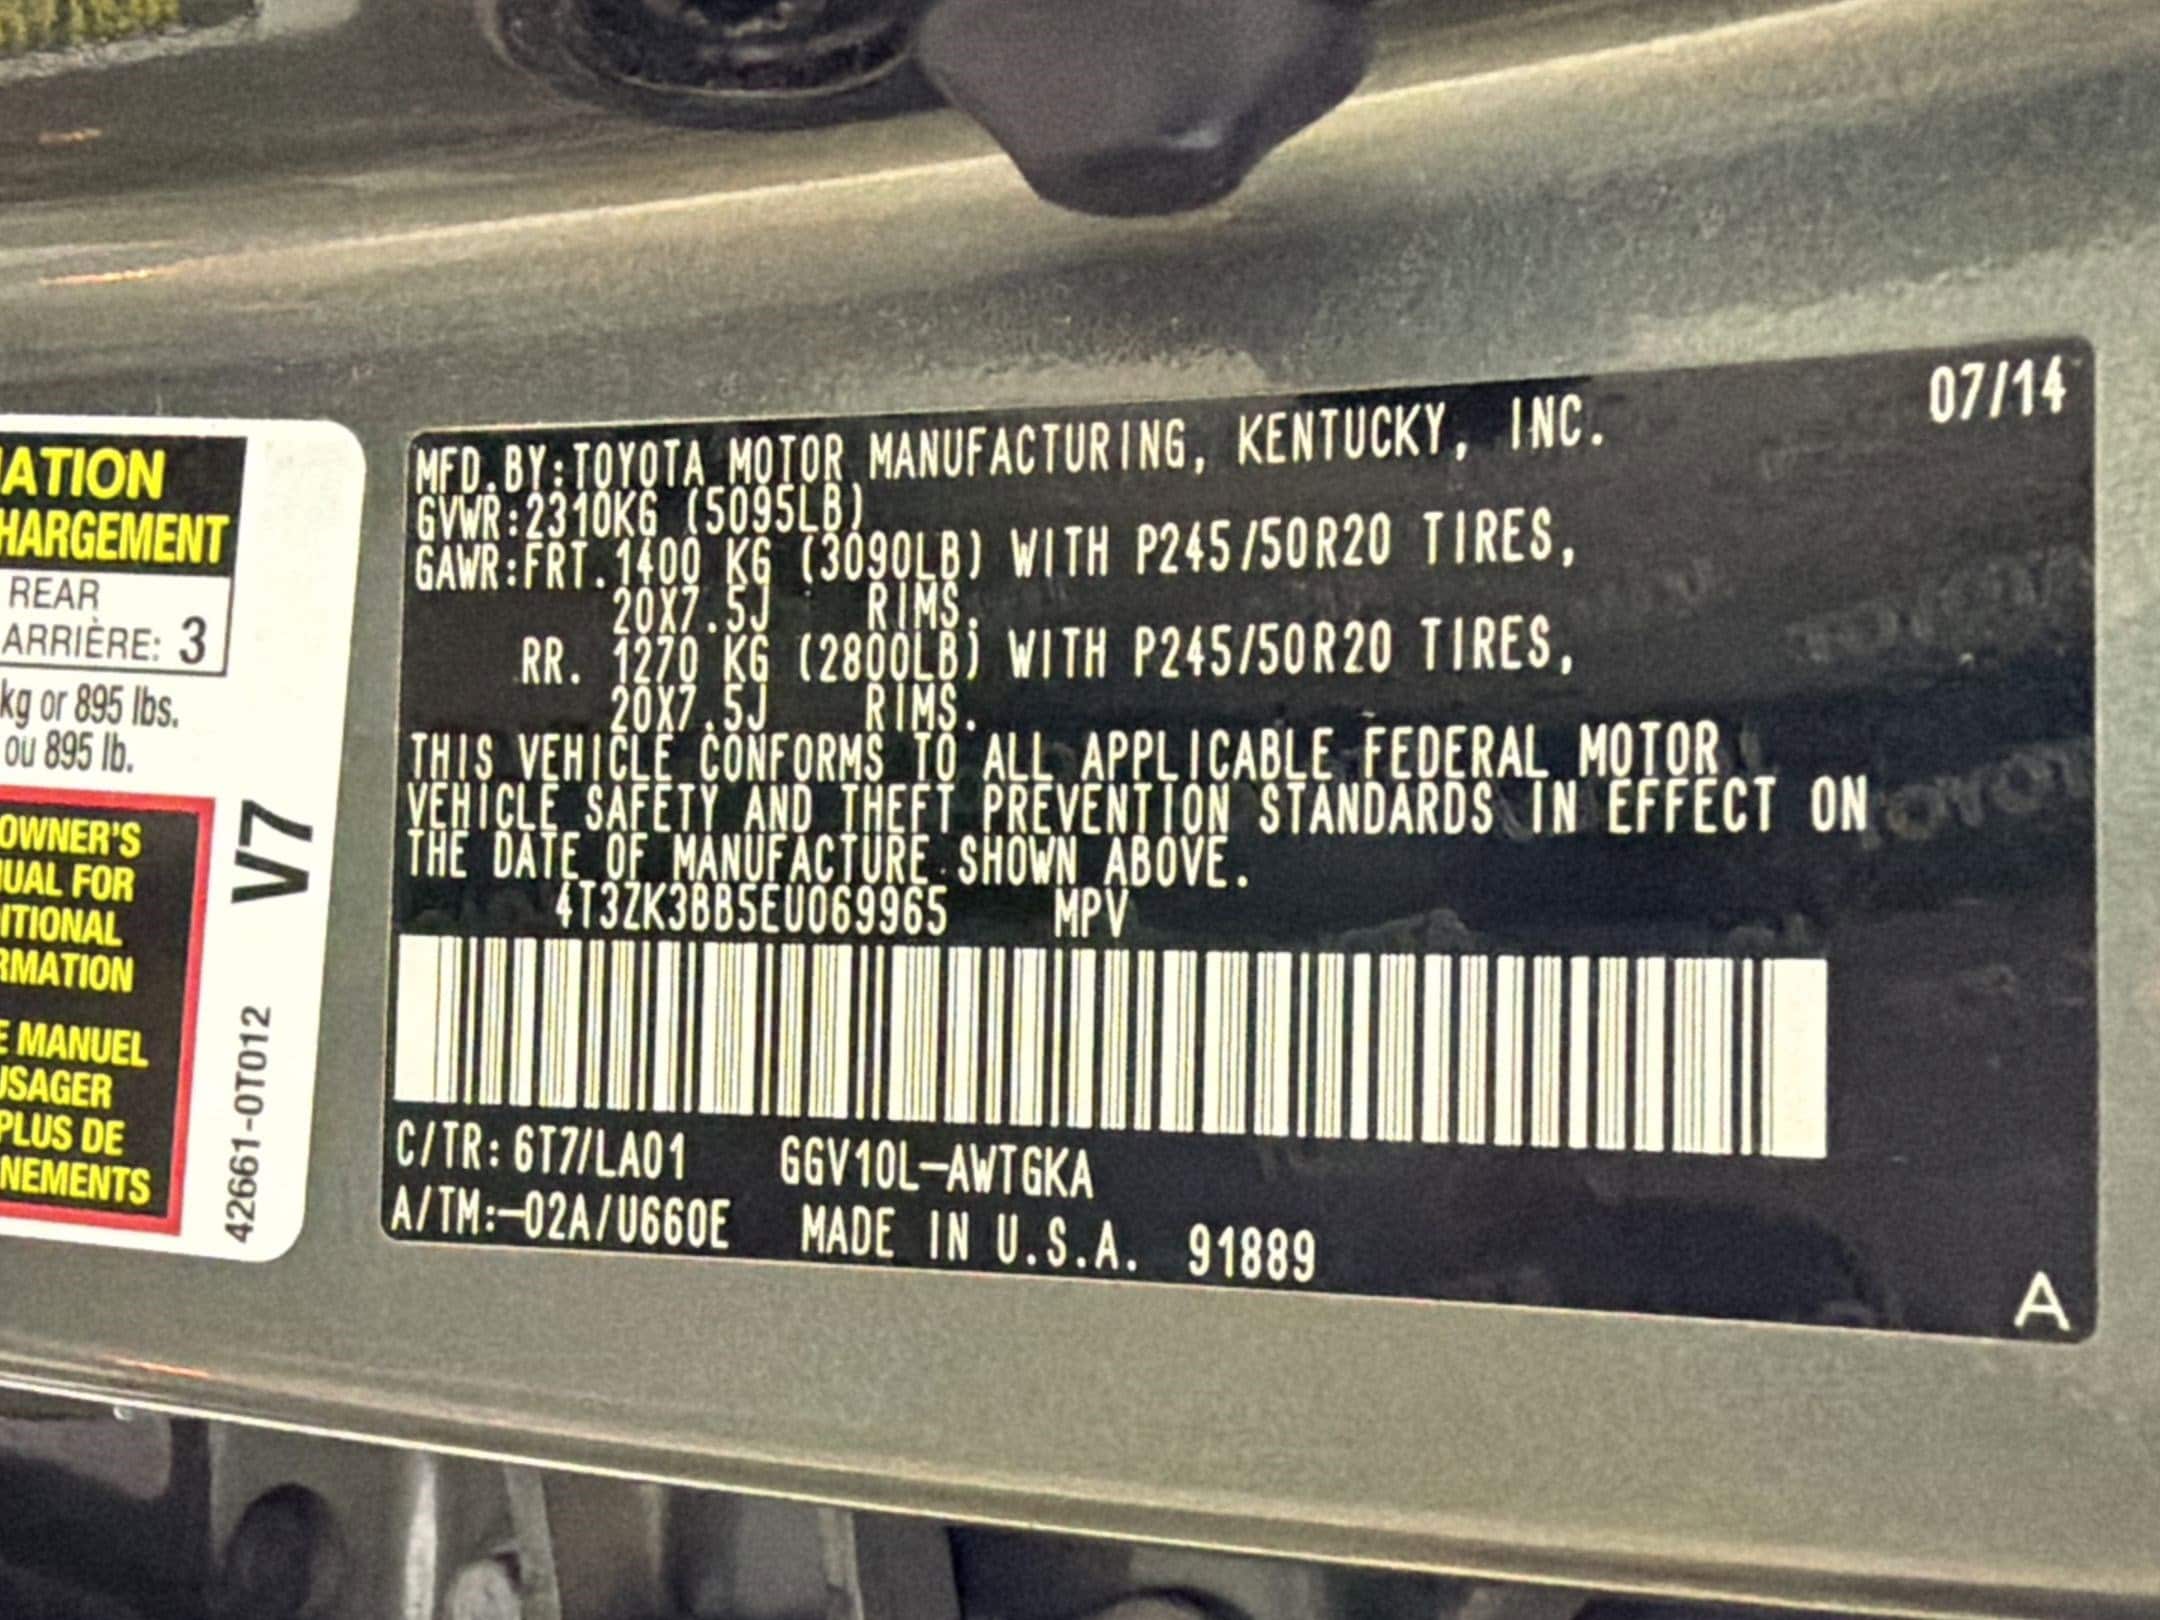 IATION
HARGEMENT
REAR
ARRIÈRE: 3
kg or 895 lbs.
ou 895 lb.
OWNER'S
UAL FOR
ITIONAL
RMATION
E MANUEL
USAGER
PLUS DE
NEMENTS
V7
42661-0T012
07/14
MFD.BY:TOYOTA MOTOR MANUFACTURING, KENTUCKY, INC.
GVWR:2310KG (5095LB)
GAWR:FRT. 1400 KG (3090LB) WITH P245/50R20 TIRES,
20X7.5J RIMS.
RR. 1270 KG (2800LB) WITH P245/50R20 TIRES,
20X7.5J RIMS.
THIS VEHICLE CONFORMS TO ALL APPLICABLE FEDERAL MOTOR
VEHICLE SAFETY AND THEFT PREVENTION STANDARDS IN EFFECT ON
THE DATE OF MANUFACTURE SHOWN ABOVE.
4T3ZK3BB5EU069965 MPV
C/TR: 6T7/LA01 GGV10L-AWTGKA
A/TM:-02A/U660E MADE IN U.S.A. 91889
A